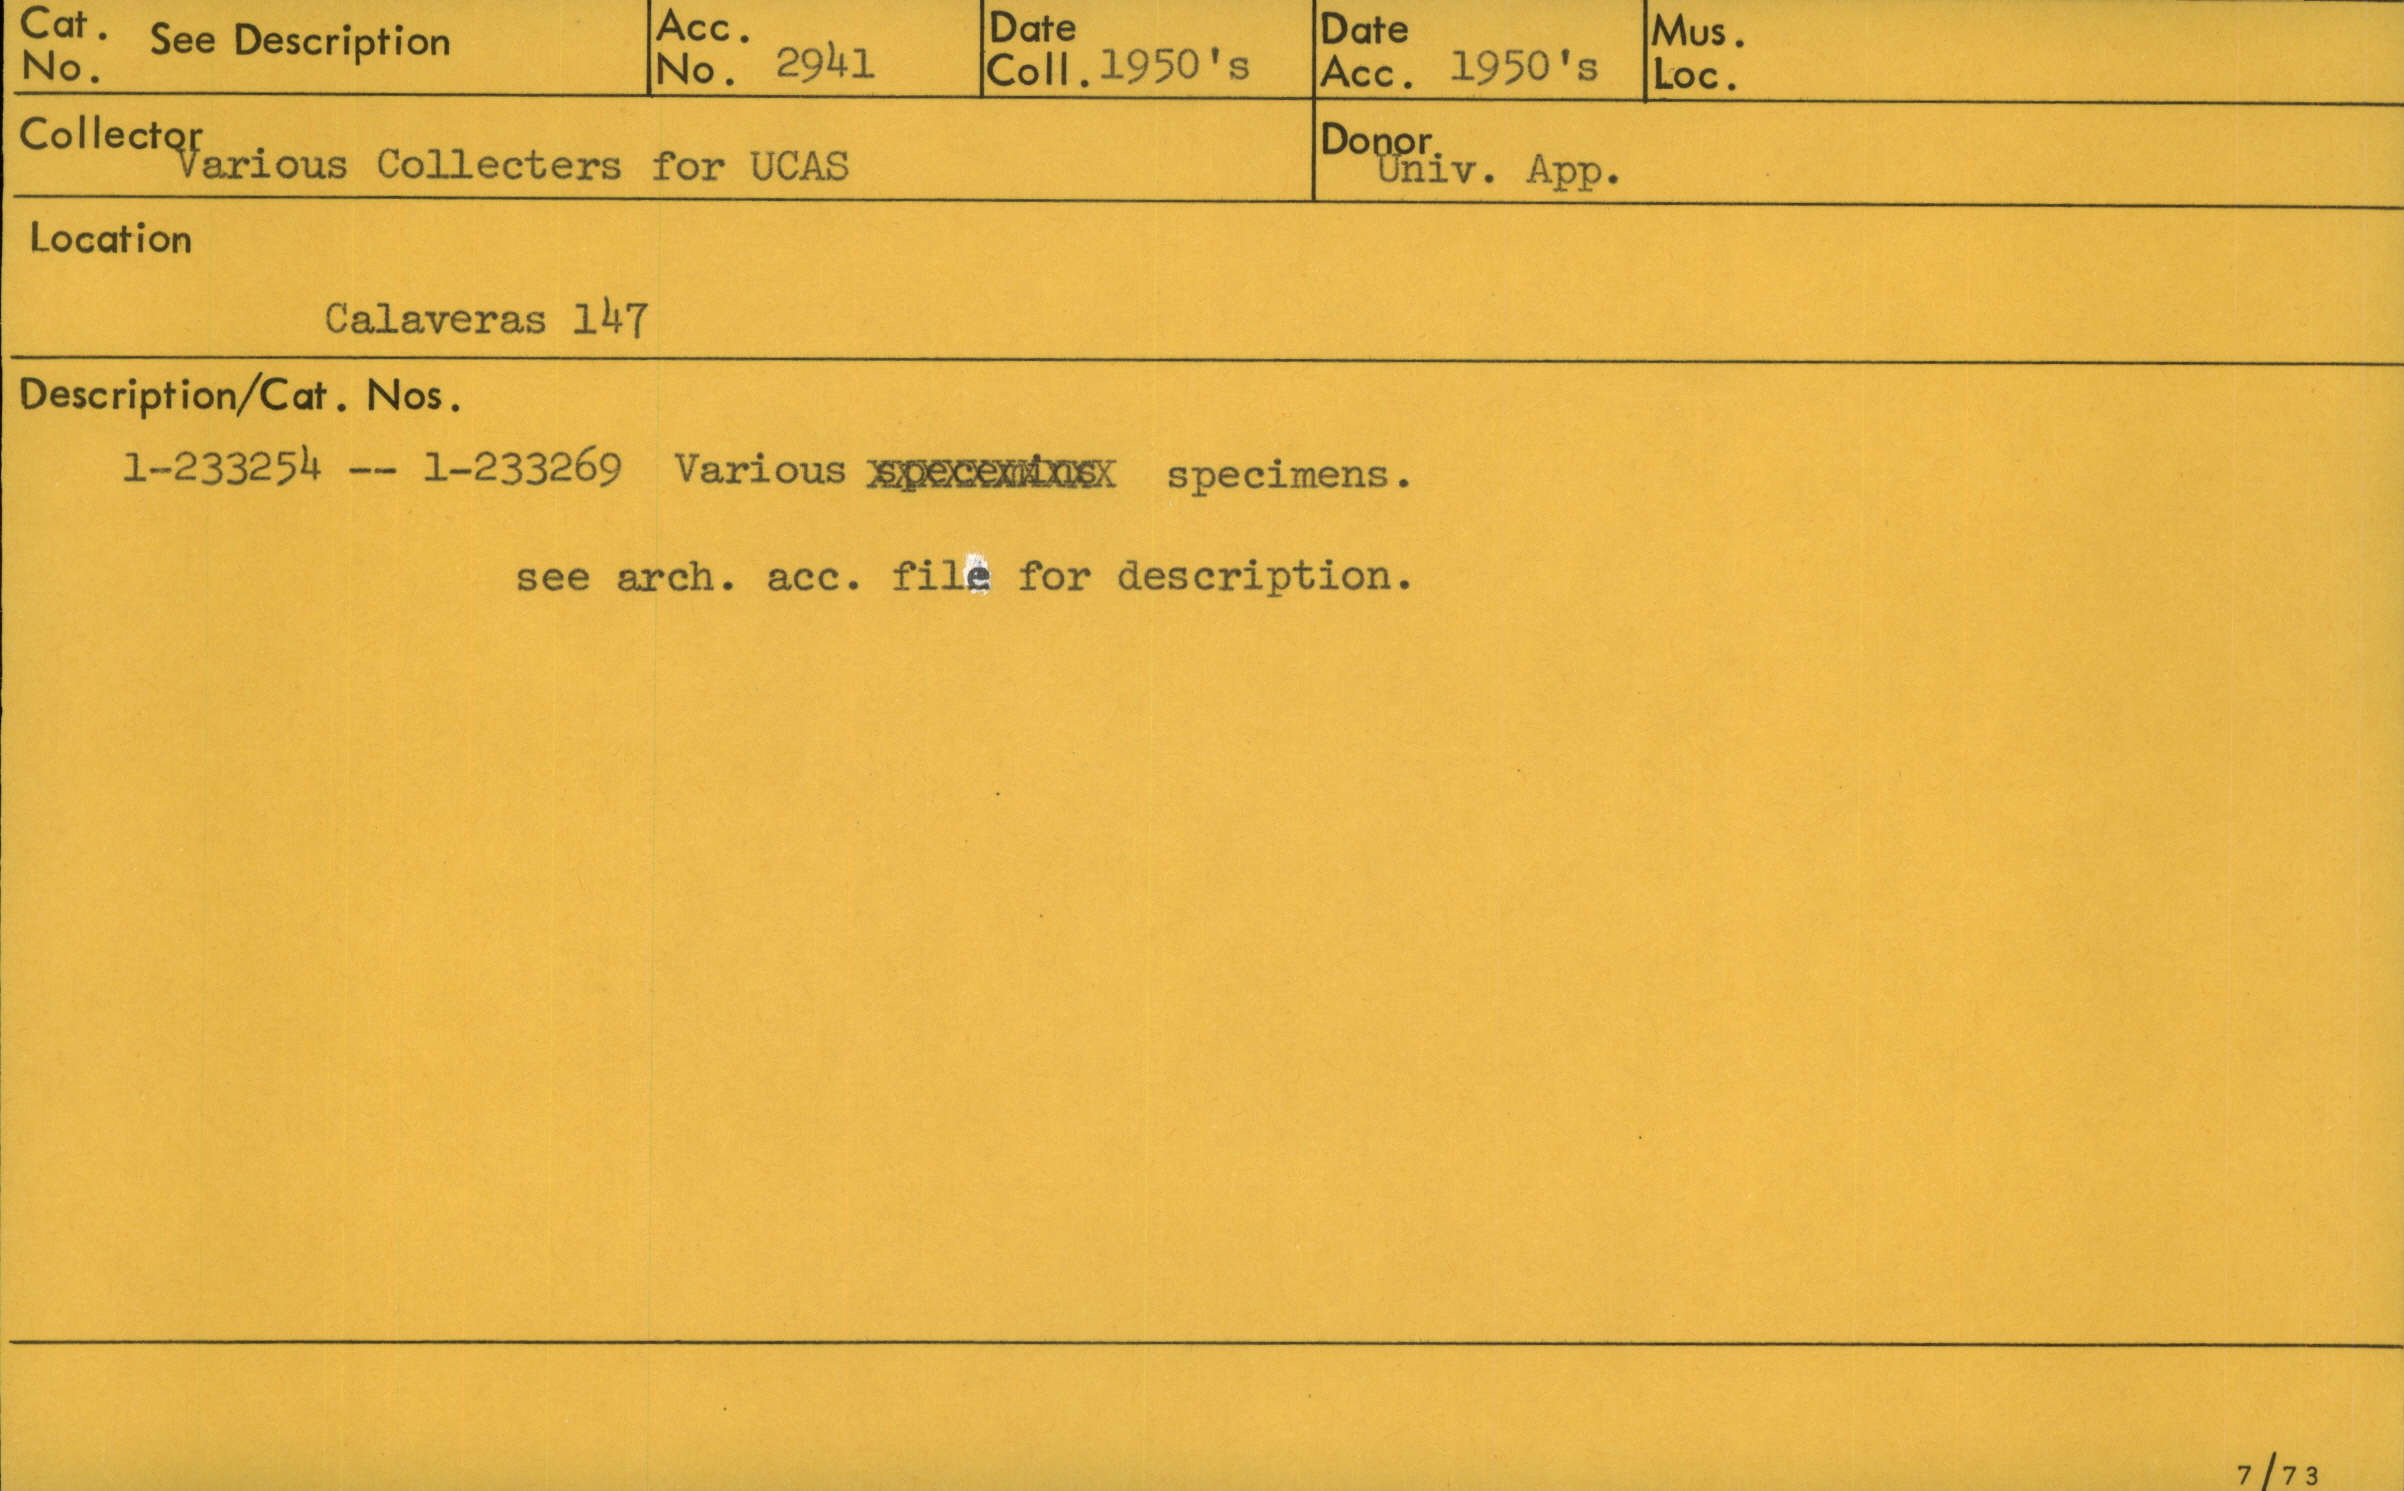 Cat. No. See Description
Acc. No. 2941
Date Coll. 1950's
Date Acc. 1950's
Mus. Loc.
Collector
Various Collecters for UCAS
Donor
Univ. App.
Location
Calaveras 147
Description/Cat. Nos.
1-233254 -- 1-233269 Various specemins specimens.
see arch. acc. file for description.
7/73